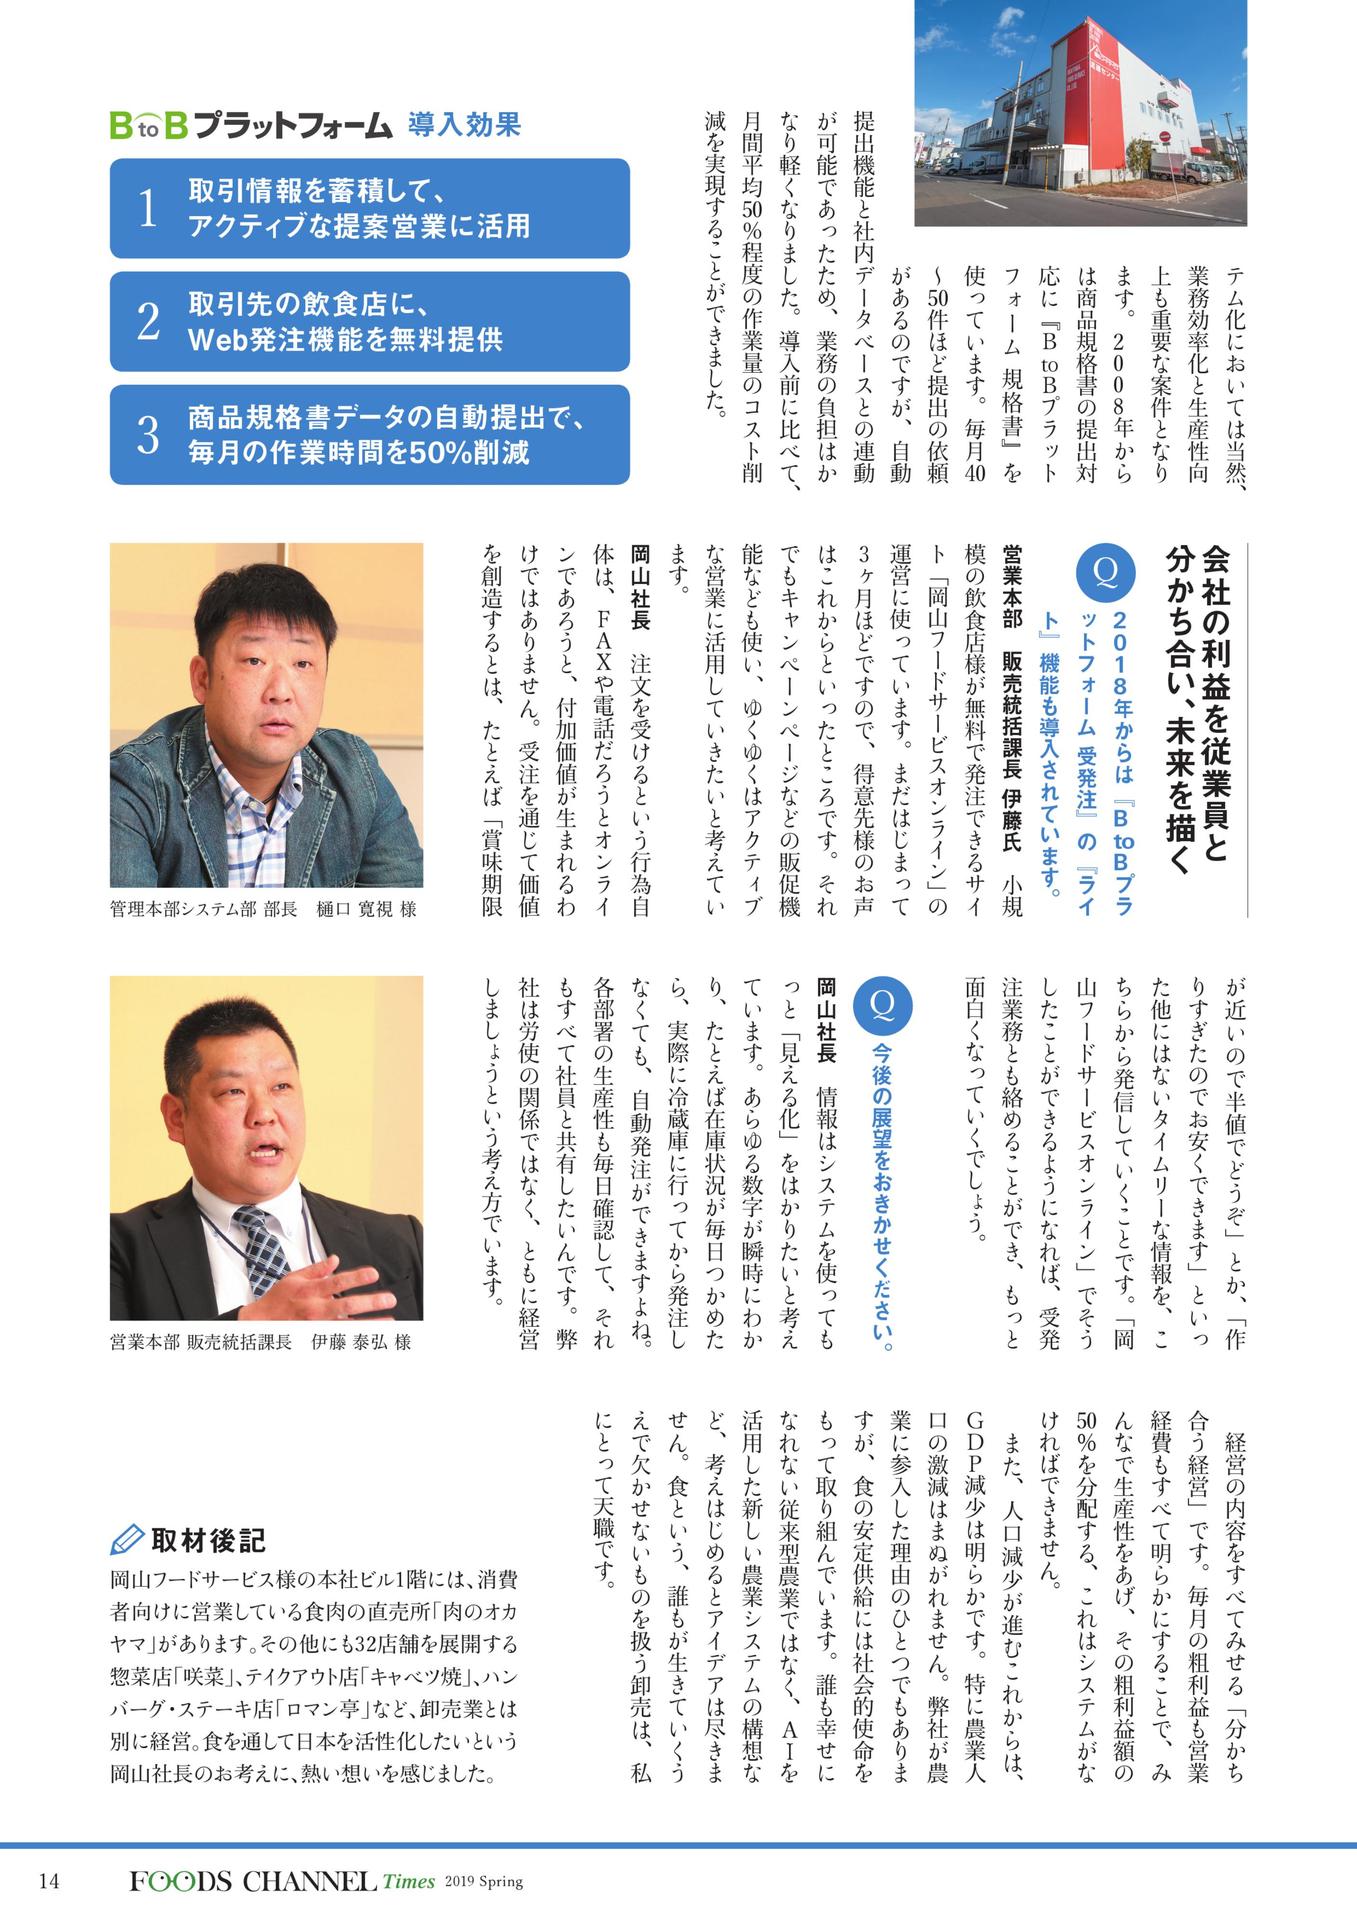 テム化においては当然、
業務効率化と生産性向
上も重要な案件となり
ます。2008年から
は商品規格書の提出対
応に『BtoBプラット
フォーム 規格書』を
使っています。毎月40
～50件ほど提出の依頼
があるのですが、自動
提出機能と社内データベースとの連動
が可能であったため、業務の負担はか
なり軽くなりました。導入前に比べて、
月間平均50％程度の作業量のコスト削
減を実現することができました。
BtoBプラットフォーム 導入効果
1 取引情報を蓄積して、
アクティブな提案営業に活用
2 取引先の飲食店に、
Web発注機能を無料提供
3 商品規格書データの自動提出で、
毎月の作業時間を50%削減
会社の利益を従業員と
分かち合い、未来を描く
Q 2018年からは『BtoBプラ
ットフォーム 受発注』の『ライ
ト』機能も導入されています。
営業本部　販売統括課長 伊藤氏　小規
模の飲食店様が無料で発注できるサイ
ト「岡山フードサービスオンライン」の
運営に使っています。まだはじまって
3ヶ月ほどですので、得意先様のお声
はこれからといったところです。それ
でもキャンペーンページなどの販促機
能なども使い、ゆくゆくはアクティブ
な営業に活用していきたいと考えてい
ます。
岡山社長　注文を受けるという行為自
体は、FAXや電話だろうとオンライ
ンであろうと、付加価値が生まれるわ
けではありません。受注を通じて価値
を創造するとは、たとえば「賞味期限
管理本部システム部 部長　樋口 寛視 様
が近いので半値でどうぞ」とか、「作
りすぎたのでお安くできます」といっ
た他にはないタイムリーな情報を、こ
ちらから発信していくことです。「岡
山フードサービスオンライン」でそう
したことができるようになれば、受発
注業務とも絡めることができ、もっと
面白くなっていくでしょう。
Q 今後の展望をおきかせください。
岡山社長　情報はシステムを使っても
っと「見える化」をはかりたいと考え
ています。あらゆる数字が瞬時にわか
り、たとえば在庫状況が毎日つかめた
ら、実際に冷蔵庫に行ってから発注し
なくても、自動発注ができますよね。
各部署の生産性も毎日確認して、それ
もすべて社員と共有したいんです。弊
社は労使の関係ではなく、ともに経営
しましょうという考え方でいます。
営業本部 販売統括課長　伊藤 泰弘 様
　経営の内容をすべてみせる「分かち
合う経営」です。毎月の粗利益も営業
経費もすべて明らかにすることで、み
んなで生産性をあげ、その粗利益額の
50％を分配する、これはシステムがな
ければできません。
　また、人口減少が進むこれからは、
GDP減少は明らかです。特に農業人
口の激減はまぬがれません。弊社が農
業に参入した理由のひとつでもありま
すが、食の安定供給には社会的使命を
もって取り組んでいます。誰も幸せに
なれない従来型農業ではなく、AIを
活用した新しい農業システムの構想な
ど、考えはじめるとアイデアは尽きま
せん。食という、誰もが生きていくう
えで欠かせないものを扱う卸売は、私
にとって天職です。
取材後記
岡山フードサービス様の本社ビル1階には、消費
者向けに営業している食肉の直売所「肉のオカ
ヤマ」があります。その他にも32店舗を展開する
惣菜店「咲菜」、テイクアウト店「キャベツ焼」、ハン
バーグ・ステーキ店「ロマン亭」など、卸売業とは
別に経営。食を通して日本を活性化したいという
岡山社長のお考えに、熱い想いを感じました。
14 FOODS CHANNEL Times 2019 Spring